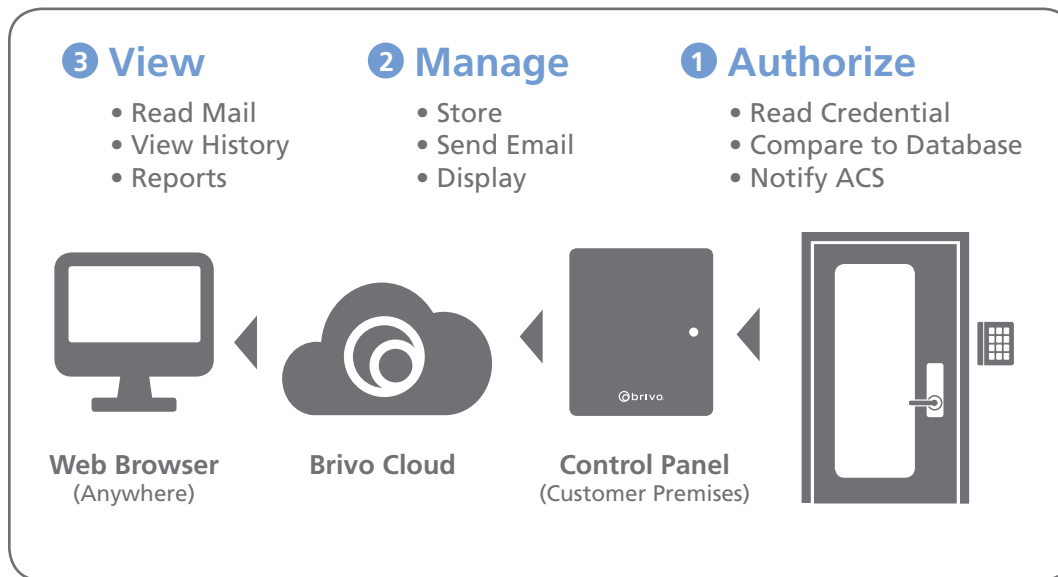 3 View
• Read Mail
• View History
• Reports
2 Manage
• Store
• Send Email
• Display
1 Authorize
• Read Credential
• Compare to Database
• Notify ACS
brivo
Web Browser
(Anywhere)
Brivo Cloud
Control Panel
(Customer Premises)